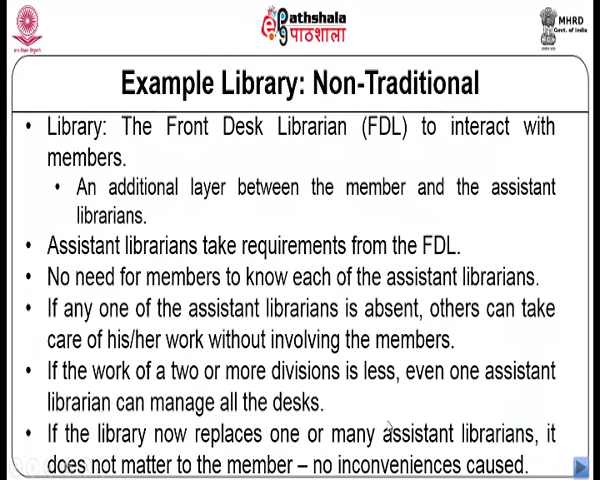 ePathshala
पाठशाला
MHRD
Govt. of India
Example Library: Non-Traditional
• Library: The Front Desk Librarian (FDL) to interact with
members.
• An additional layer between the member and the assistant
librarians.
• Assistant librarians take requirements from the FDL.
• No need for members to know each of the assistant librarians.
• If any one of the assistant librarians is absent, others can take
care of his/her work without involving the members.
• If the work of a two or more divisions is less, even one assistant
librarian can manage all the desks.
• If the library now replaces one or many assistant librarians, it
does not matter to the member – no inconveniences caused.